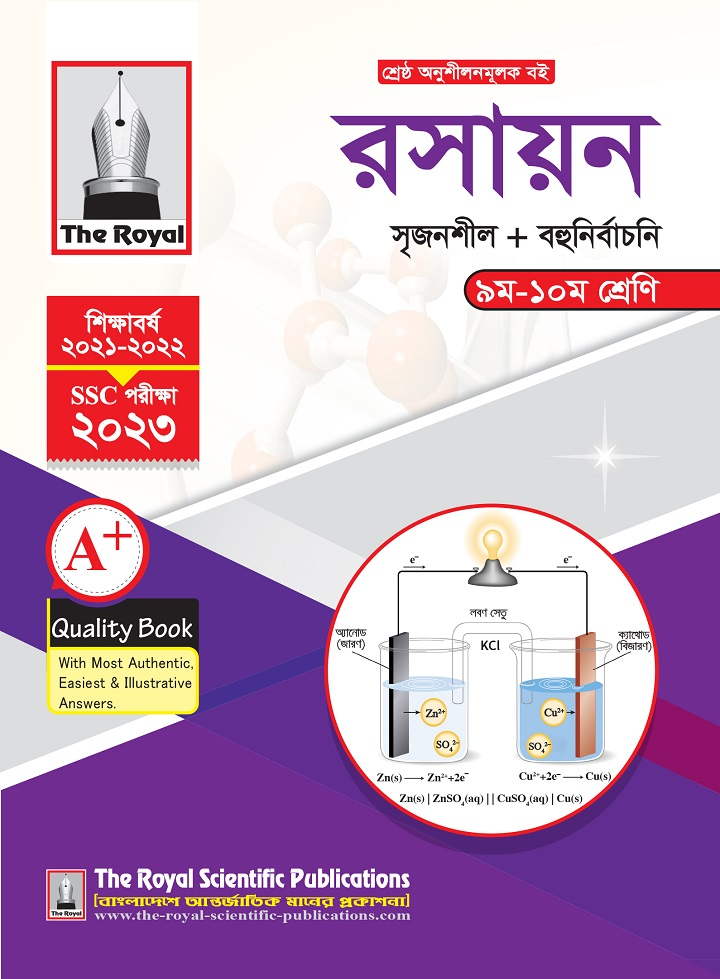 The Royal
শ্রেষ্ঠ অনুশীলনমূলক বই
রসায়ন
সৃজনশীল + বহুনির্বাচনি
৯ম-১০ম শ্রেণি
শিক্ষাবর্ষ
২০২১-২০২২
SSC পরীক্ষা
২০২৩
A+
Quality Book
With Most Authentic,
Easiest & Illustrative
Answers.
e⁻
e⁻
লবণ সেতু
KCl
অ্যানোড
(জারণ)
ক্যাথোড
(বিজারণ)
Zn²⁺
SO₄²⁻
Cu²⁺
SO₄²⁻
Zn(s) → Zn²⁺+2e⁻
Cu²⁺+2e⁻ → Cu(s)
Zn(s) | ZnSO₄(aq) || CuSO₄(aq) | Cu(s)
The Royal
The Royal Scientific Publications
[বাংলাদেশে আন্তর্জাতিক মানের প্রকাশনা]
www.the-royal-scientific-publications.com